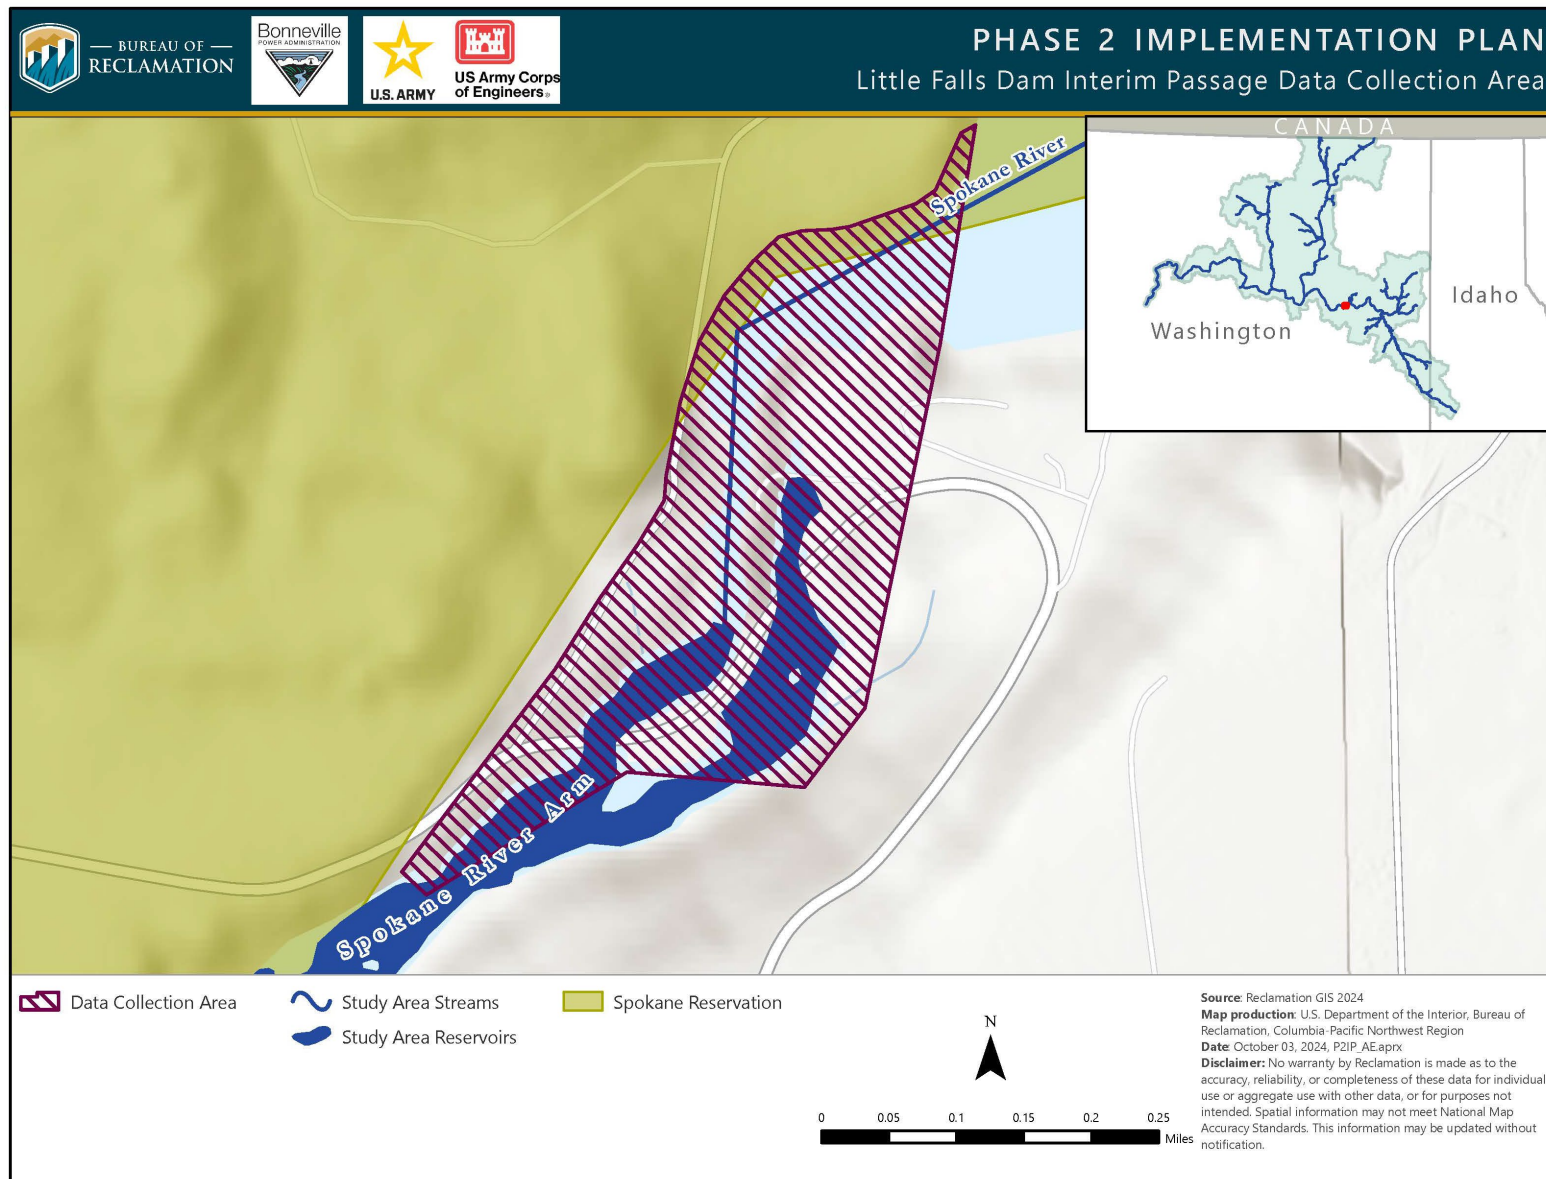 BUREAU OF
RECLAMATION
Bonneville
POWER ADMINISTRATION
U.S. ARMY
US Army Corps
of Engineers®
PHASE 2 IMPLEMENTATION PLAN
Little Falls Dam Interim Passage Data Collection Area
CANADA
Washington
Idaho
Spokane River
Spokane River Arm
Data Collection Area
Study Area Streams
Study Area Reservoirs
Spokane Reservation
N
0 0.05 0.1 0.15 0.2 0.25
Miles
Source: Reclamation GIS 2024
Map production: U.S. Department of the Interior, Bureau of
Reclamation, Columbia-Pacific Northwest Region
Date: October 03, 2024, P2IP_AE.aprx
Disclaimer: No warranty by Reclamation is made as to the
accuracy, reliability, or completeness of these data for individual
use or aggregate use with other data, or for purposes not
intended. Spatial information may not meet National Map
Accuracy Standards. This information may be updated without
notification.